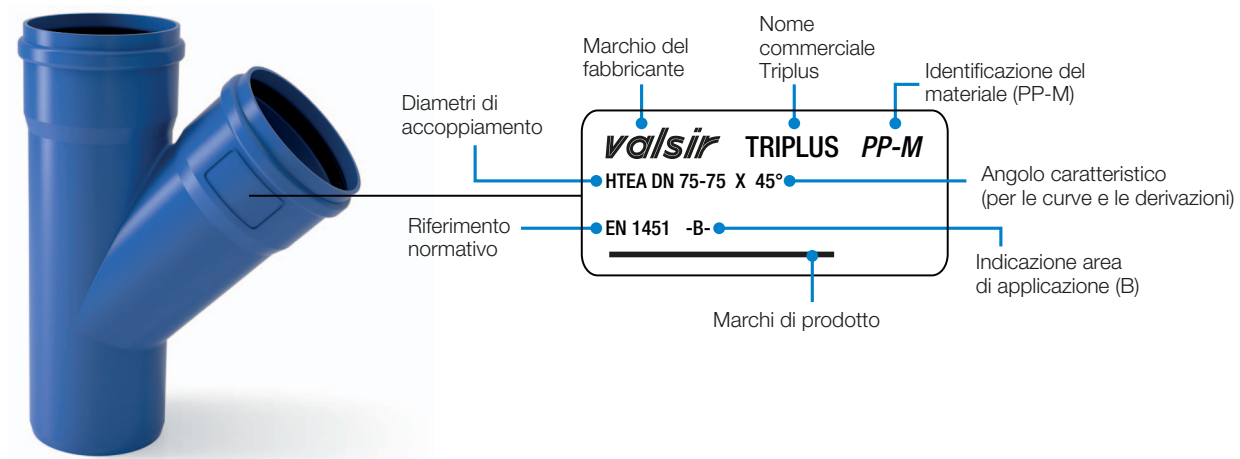 Marchio del
fabbricante
Nome
commerciale
Triplus
Identificazione del
materiale (PP-M)
Diametri di
accoppiamento
valsir TRIPLUS PP-M
HTEA DN 75-75 X 45°
Angolo caratteristico
(per le curve e le derivazioni)
Riferimento
normativo
EN 1451 -B-
Indicazione area
di applicazione (B)
Marchi di prodotto